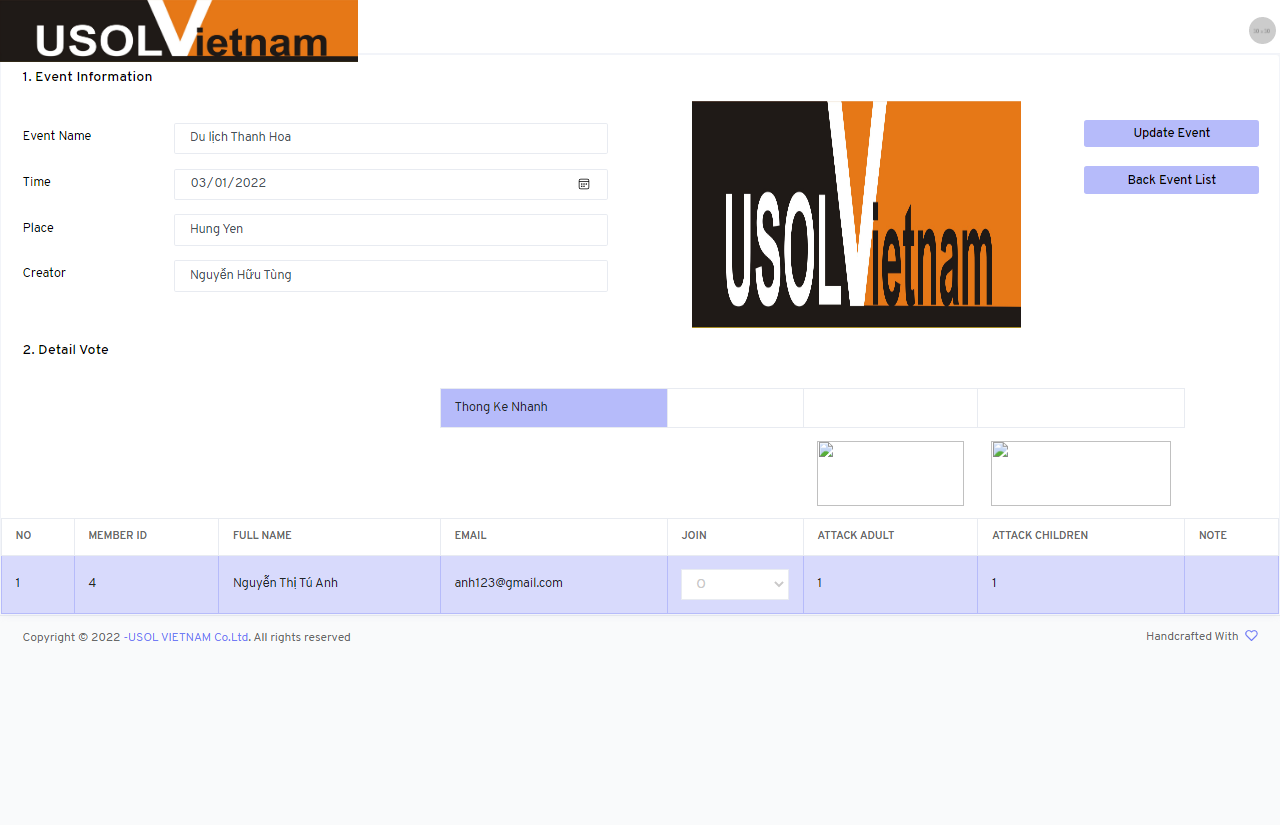 USOLVietnam
1. Event Information
Event Name
Du lịch Thanh Hoa
Time
03/01/2022
Place
Hung Yen
Creator
Nguyễn Hữu Tùng
USOLVietnam
Update Event
Back Event List
2. Detail Vote
Thong Ke Nhanh
NO MEMBER ID FULL NAME EMAIL JOIN ATTACK ADULT ATTACK CHILDREN NOTE
1 4 Nguyễn Thị Tú Anh anh123@gmail.com O 1 1
Copyright © 2022 -USOL VIETNAM Co.Ltd. All rights reserved
Handcrafted With